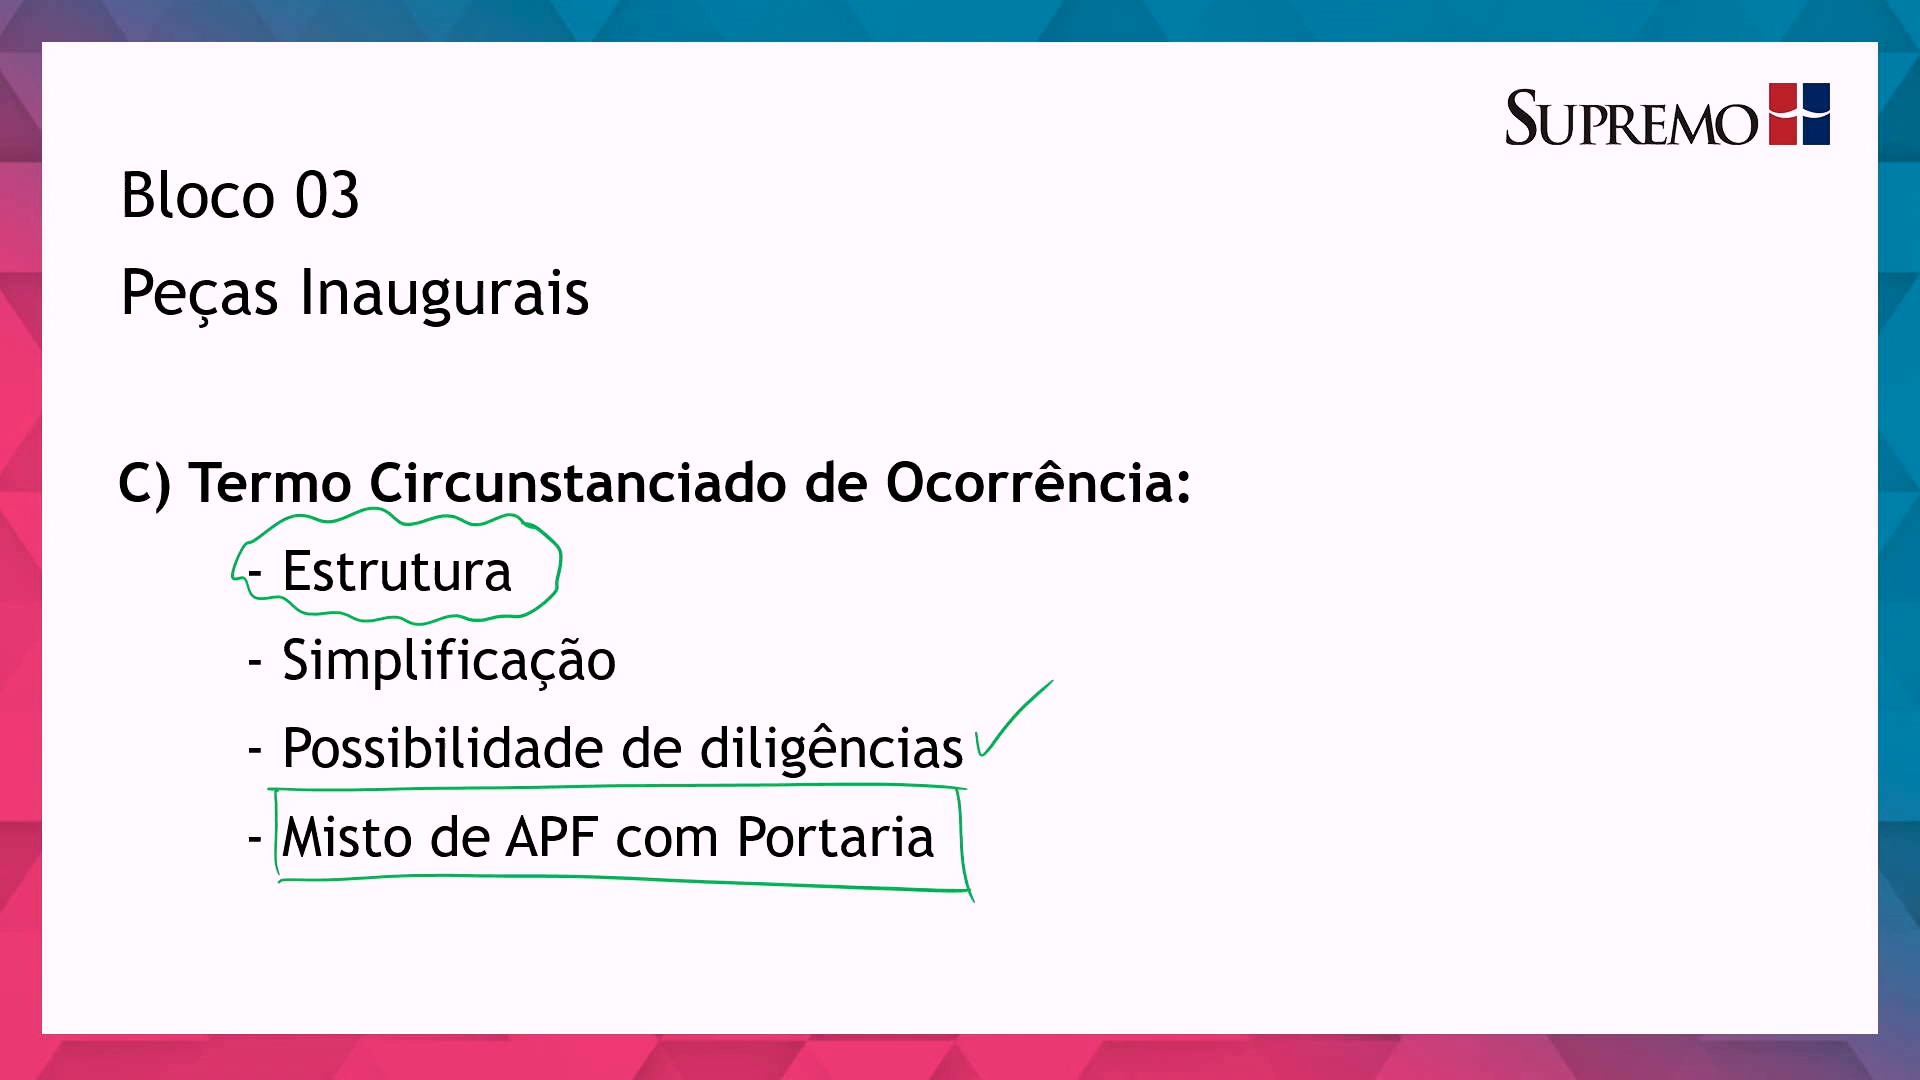 SUPREMO
Bloco 03
Peças Inaugurais
C) Termo Circunstanciado de Ocorrência:
- Estrutura
- Simplificação
- Possibilidade de diligências
- Misto de APF com Portaria